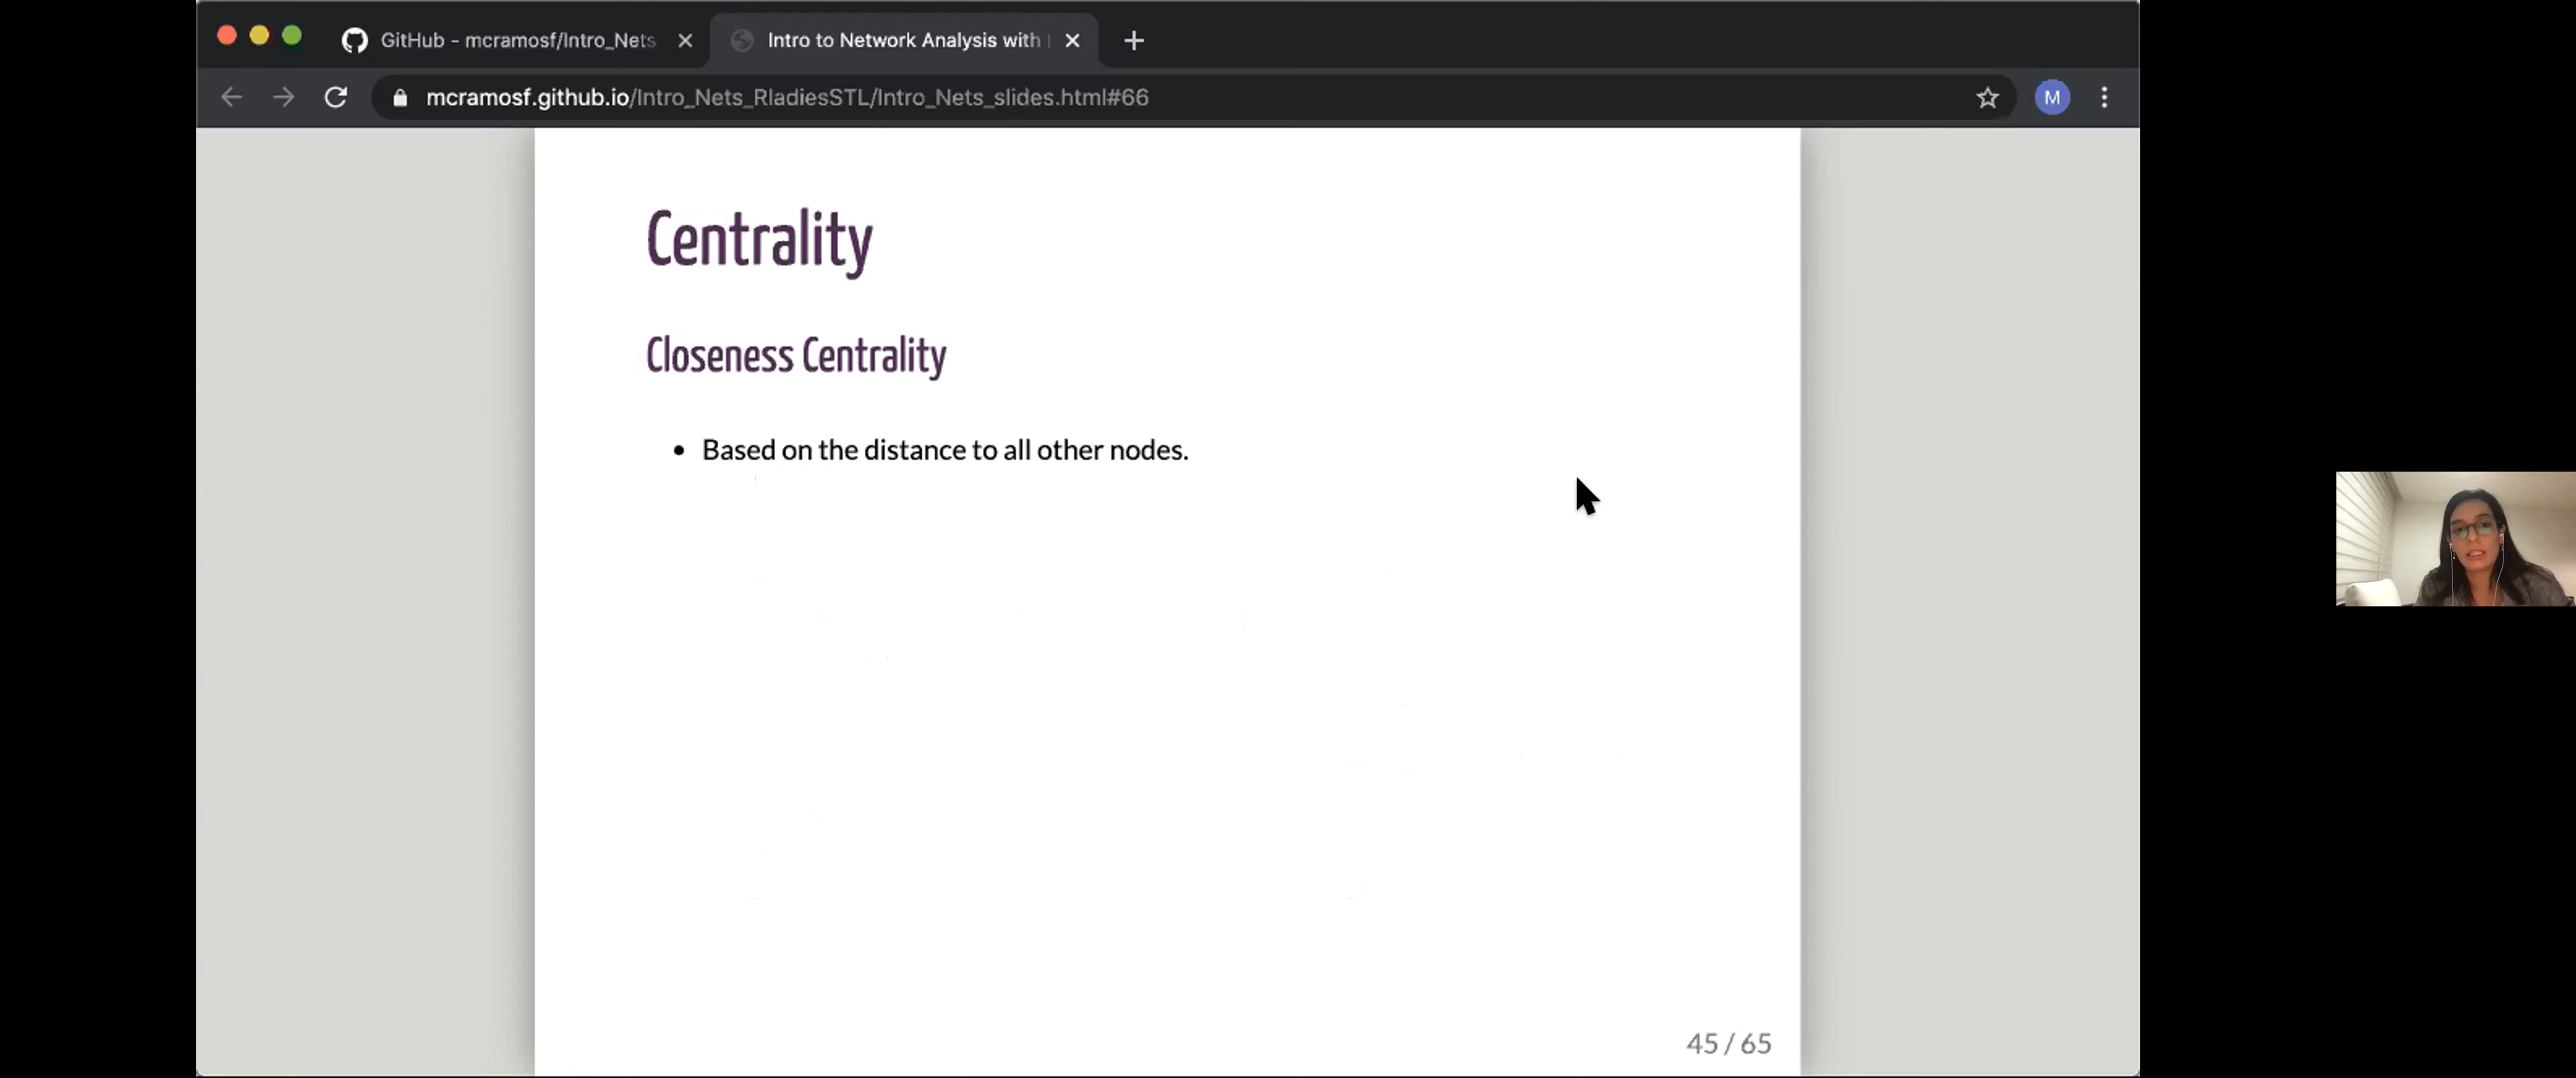 GitHub - mcramosf/Intro_Nets
Intro to Network Analysis with
mcramosf.github.io/Intro_Nets_RladiesSTL/Intro_Nets_slides.html#66
M
Centrality
Closeness Centrality
• Based on the distance to all other nodes.
45 / 65